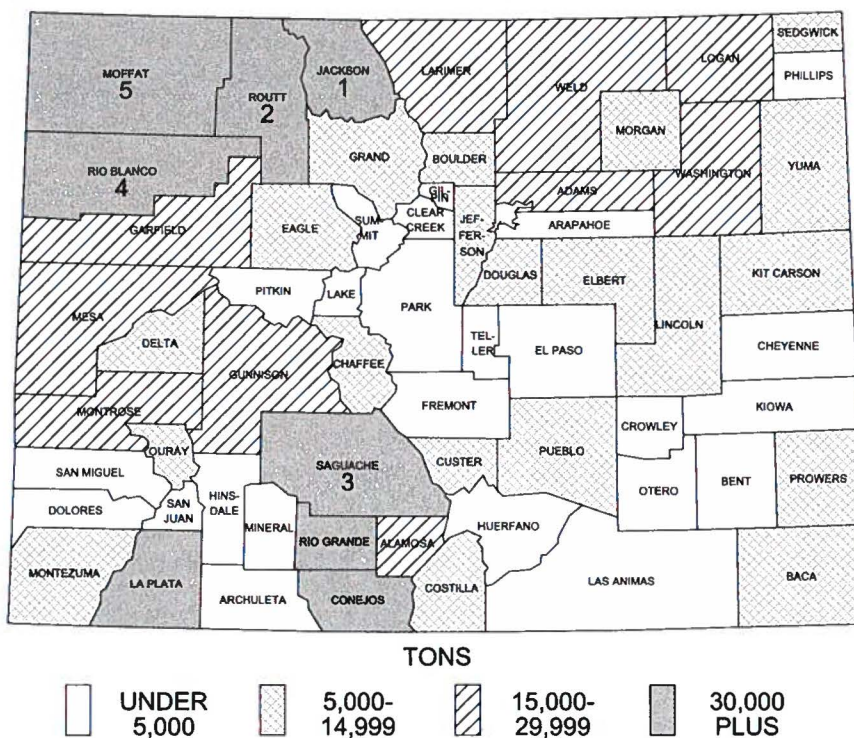 SEDGWICK
MOFFAT
5
ROUTT
2
JACKSON
1
LARIMER
WELD
LOGAN
PHILLIPS
MORGAN
GRAND
BOULDER
RIO BLANCO
4
YUMA
WASHINGTON
GIL-
PIN
ADAMS
CLEAR
CREEK
GARFIELD
EAGLE
SUM-
MIT
JEF-
FER-
SON
ARAPAHOE
DOUGLAS
ELBERT
KIT CARSON
PITKIN
LAKE
PARK
MESA
LINCOLN
DELTA
TEL-
LER
EL PASO
CHEYENNE
CHAFFEE
GUNNISON
MONTROSE
FREMONT
KIOWA
CROWLEY
OURAY
PUEBLO
CUSTER
SAGUACHE
3
SAN MIGUEL
BENT
PROWERS
OTERO
HINS-
DALE
SAN
JUAN
DOLORES
MINERAL
HUERFANO
RIO GRANDE
ALAMOSA
MONTEZUMA
LA PLATA
COSTILLA
LAS ANIMAS
BACA
ARCHULETA
CONEJOS
TONS
UNDER
5,000
5,000-
14,999
15,000-
29,999
30,000
PLUS